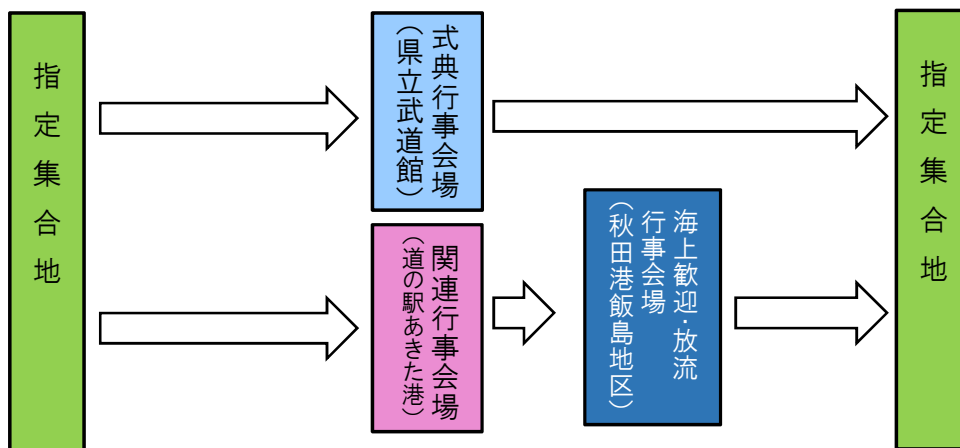 指定集合地
式典行事会場
（県立武道館）
関連行事会場
（道の駅あきた港）
海上歓迎・放流
行事会場
（秋田港飯島地区）
指定集合地